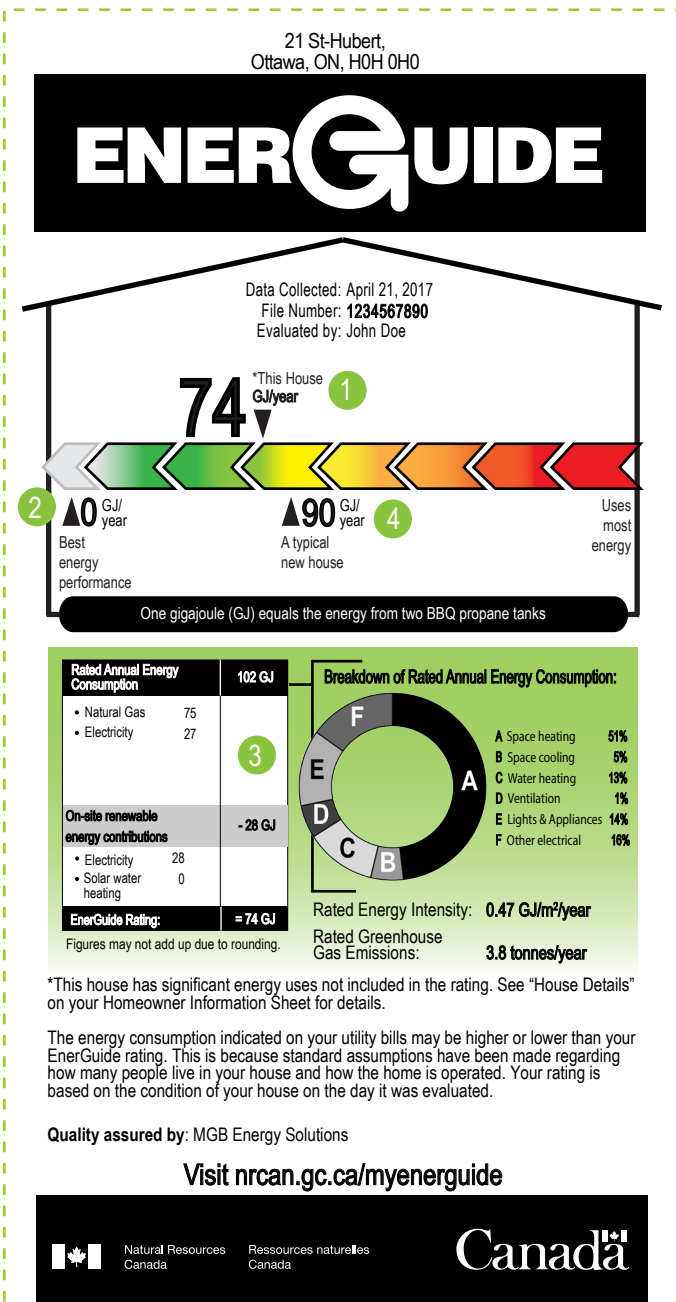 21 St-Hubert,
Ottawa, ON, H0H 0H0
ENERGUIDE
Data Collected: April 21, 2017
File Number: 1234567890
Evaluated by: John Doe
74
*This House
GJ/year
1
2
0 GJ/
year
Best
energy
performance
90 GJ/
year
4
A typical
new house
Uses
most
energy
One gigajoule (GJ) equals the energy from two BBQ propane tanks
Rated Annual Energy
Consumption
102 GJ
• Natural Gas 75
• Electricity 27
3
On-site renewable
energy contributions
- 28 GJ
• Electricity 28
• Solar water
heating
0
EnerGuide Rating: = 74 GJ
Figures may not add up due to rounding.
Breakdown of Rated Annual Energy Consumption:
F
E
D
C
B
A
A Space heating 51%
B Space cooling 5%
C Water heating 13%
D Ventilation 1%
E Lights & Appliances 14%
F Other electrical 16%
Rated Energy Intensity: 0.47 GJ/m²/year
Rated Greenhouse
Gas Emissions: 3.8 tonnes/year
*This house has significant energy uses not included in the rating. See “House Details”
on your Homeowner Information Sheet for details.
The energy consumption indicated on your utility bills may be higher or lower than your
EnerGuide rating. This is because standard assumptions have been made regarding
how many people live in your house and how the home is operated. Your rating is
based on the condition of your house on the day it was evaluated.
Quality assured by: MGB Energy Solutions
Visit nrcan.gc.ca/myenerguide
Natural Resources
Canada
Ressources naturelles
Canada
Canada